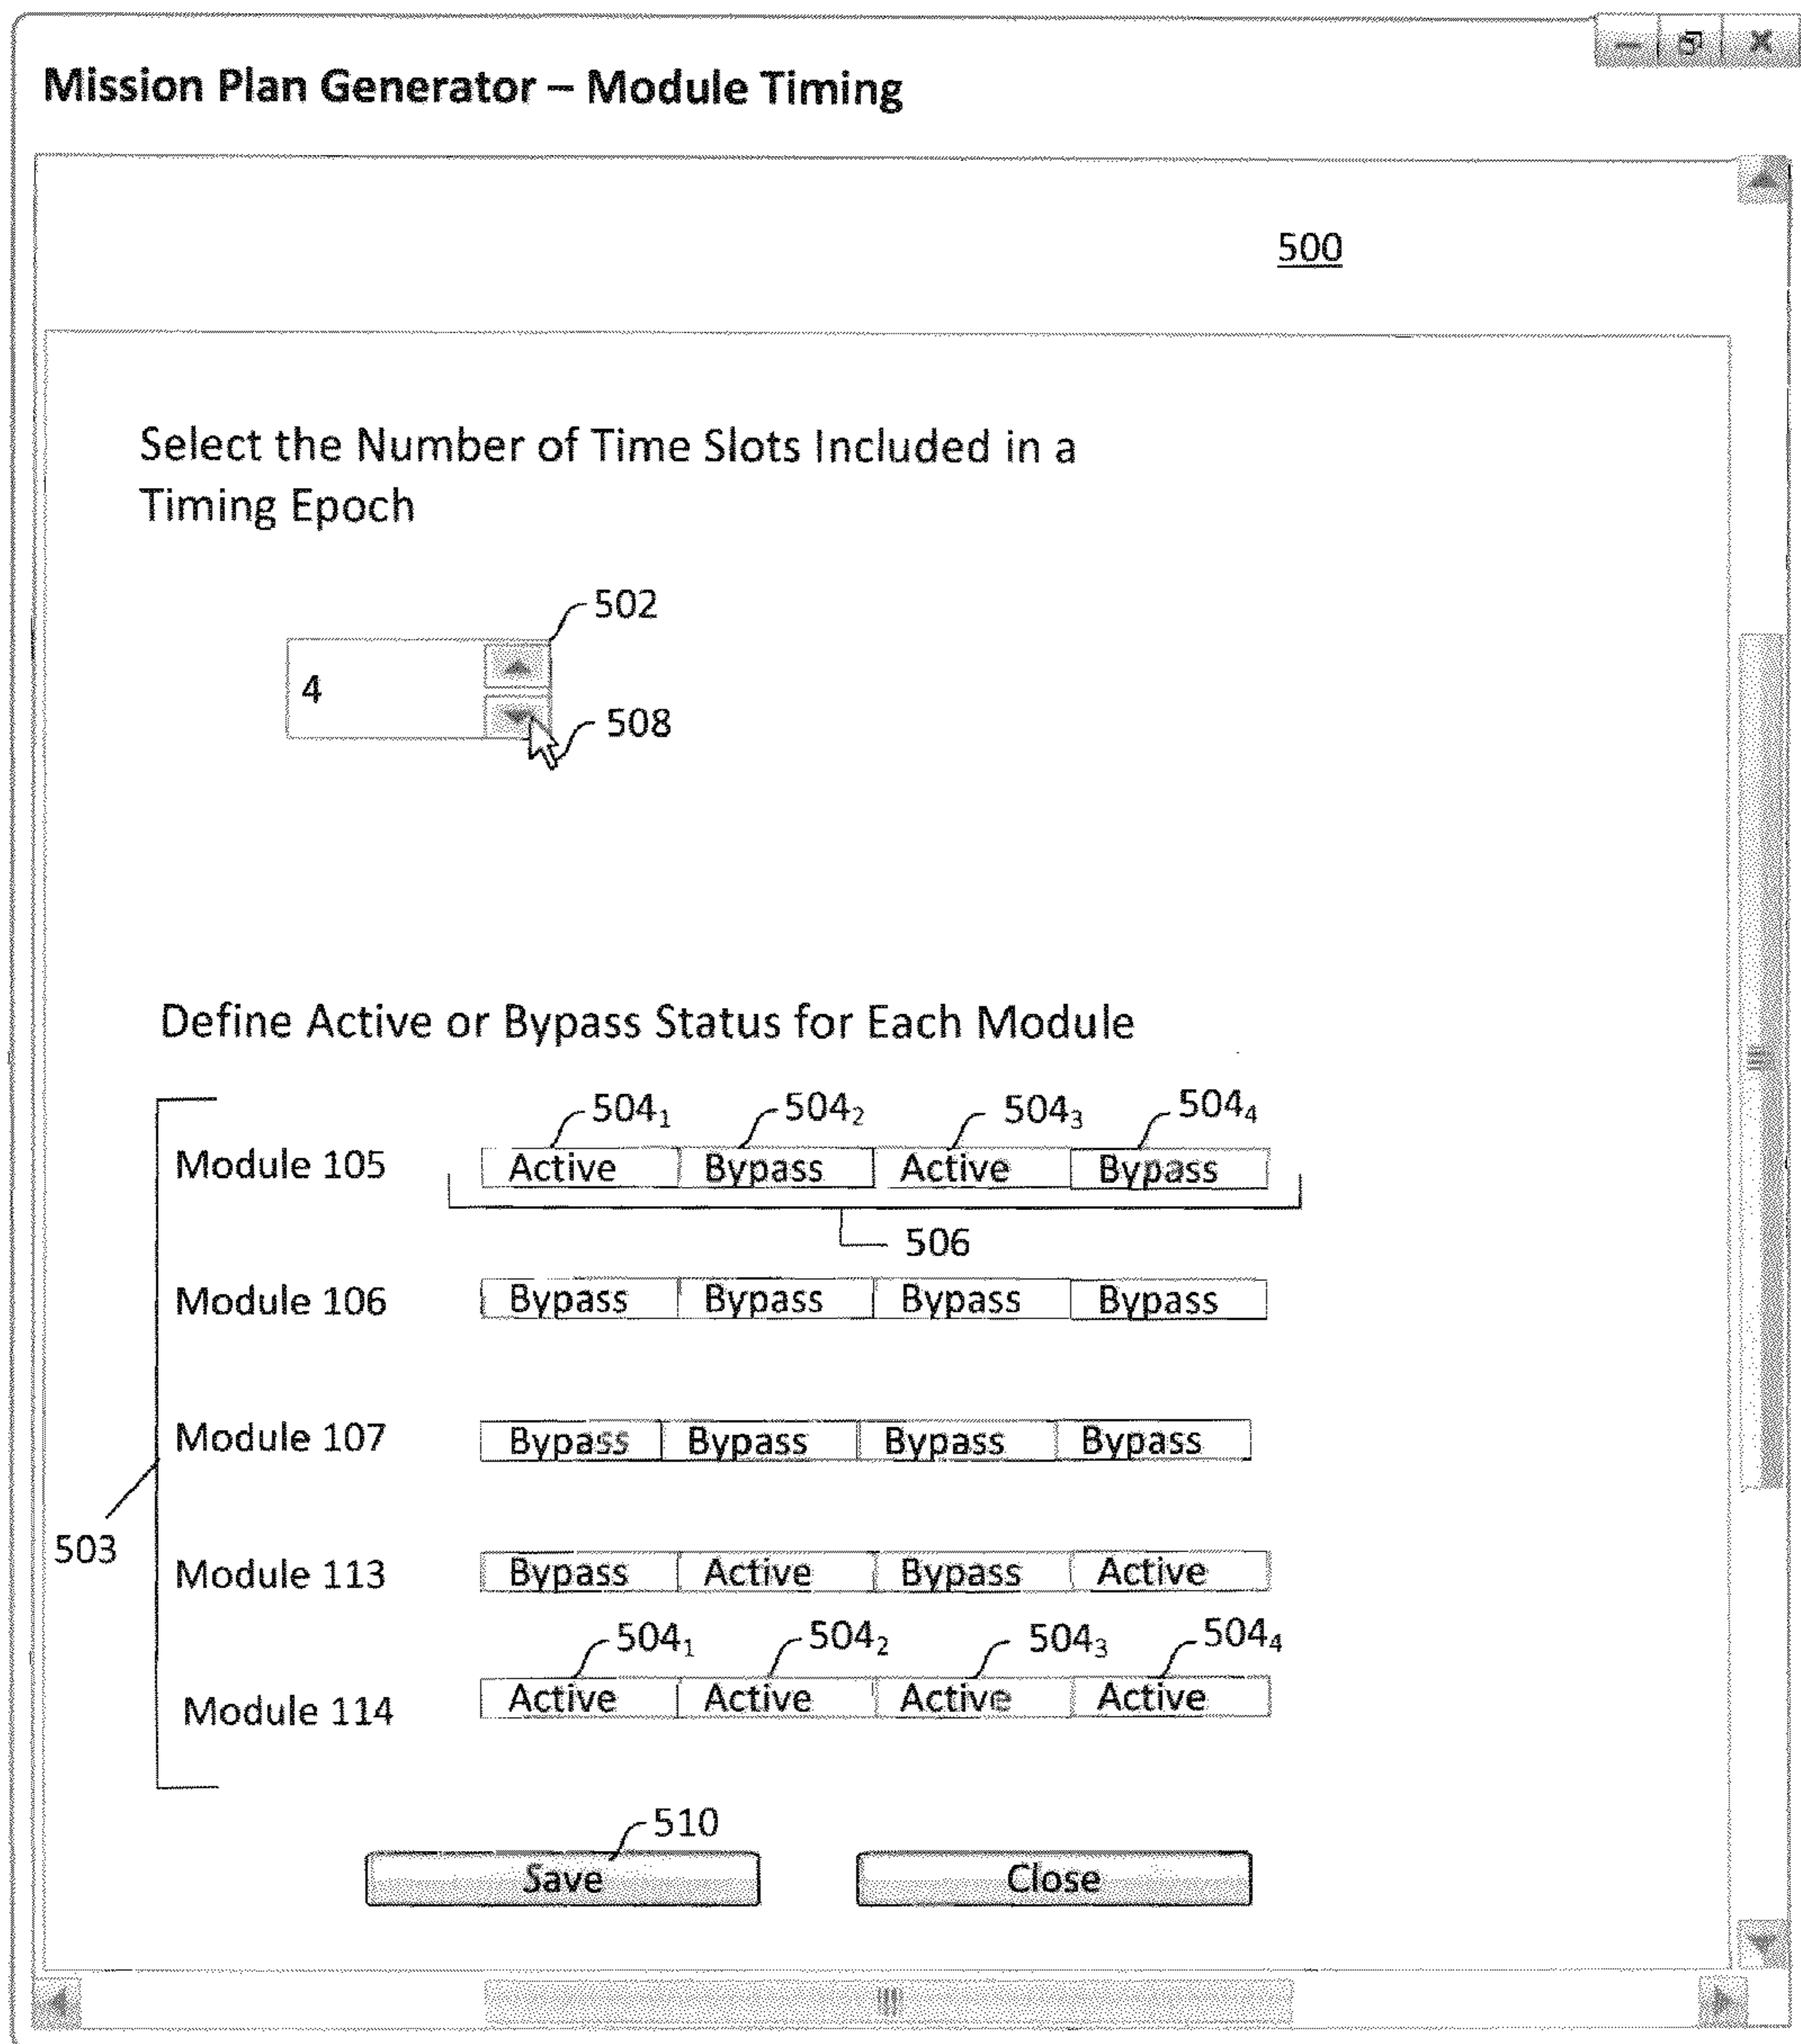 Mission Plan Generator – Module Timing
500
Select the Number of Time Slots Included in a
Timing Epoch
502
4
508
Define Active or Bypass Status for Each Module
504₁ 504₂ 504₃ 504₄
Module 105 Active Bypass Active Bypass
506
Module 106 Bypass Bypass Bypass Bypass
Module 107 Bypass Bypass Bypass Bypass
503
Module 113 Bypass Active Bypass Active
504₁ 504₂ 504₃ 504₄
Module 114 Active Active Active Active
510
Save Close